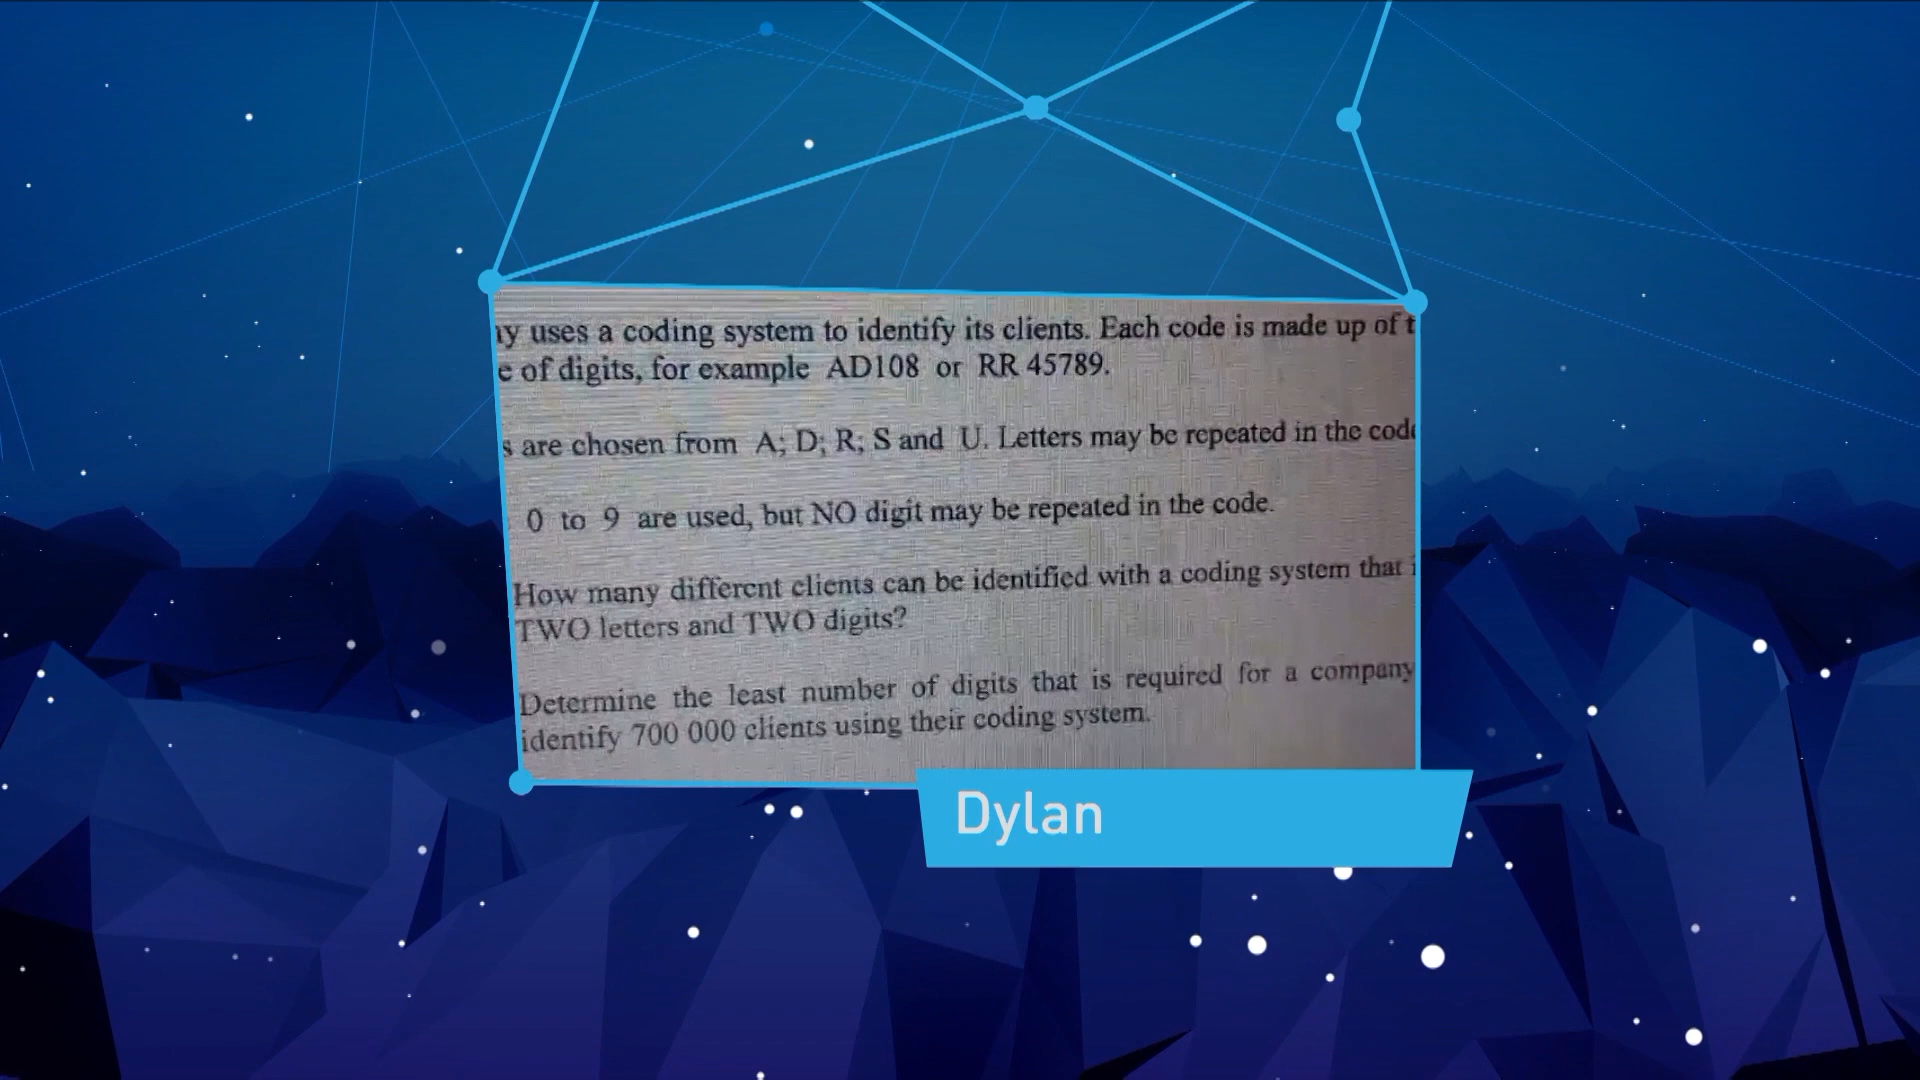 uses a coding system to identify its clients. Each code is made up of
of digits, for example AD108 or RR 45789.
are chosen from A; D; R; S and U. Letters may be repeated in the
0 to 9 are used, but NO digit may be repeated in the code.
How many different clients can be identified with a coding system that
TWO letters and TWO digits?
Determine the least number of digits that is required for a company
identify 700 000 clients using their coding system.
Dylan